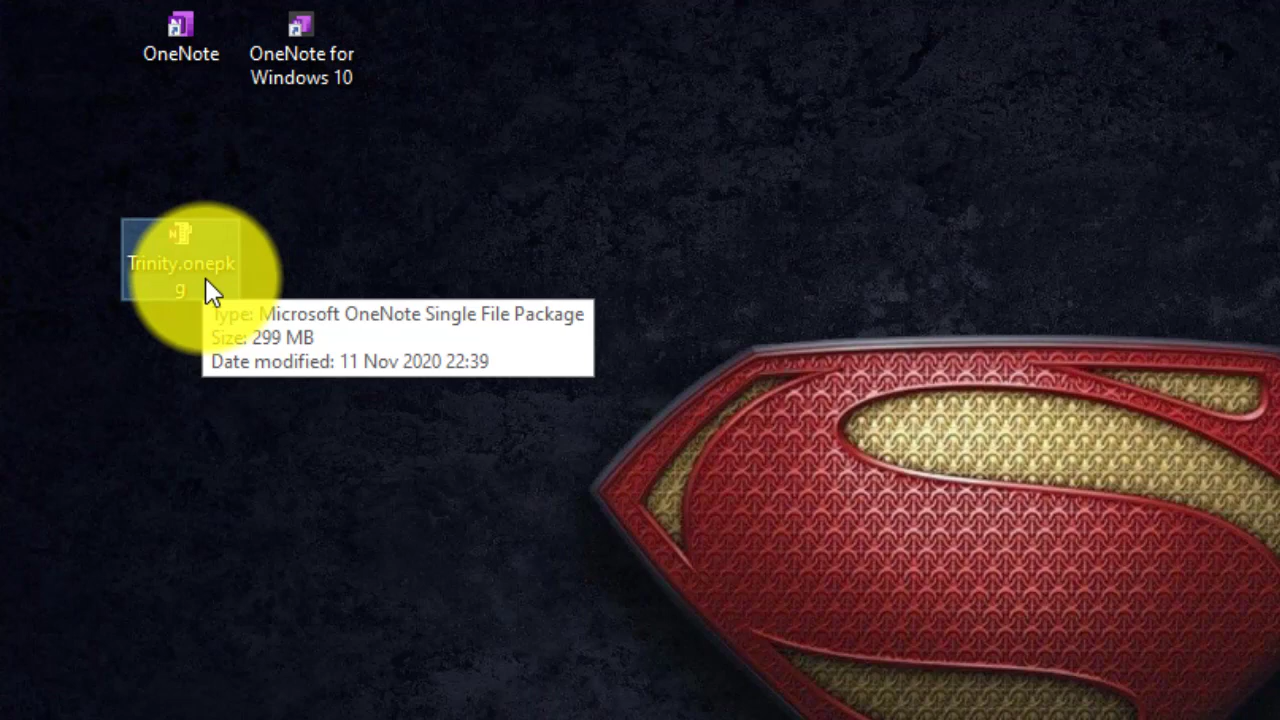 OneNote
OneNote for
Windows 10
Trinity.onepk
g
Type: Microsoft OneNote Single File Package
Size: 299 MB
Date modified: 11 Nov 2020 22:39